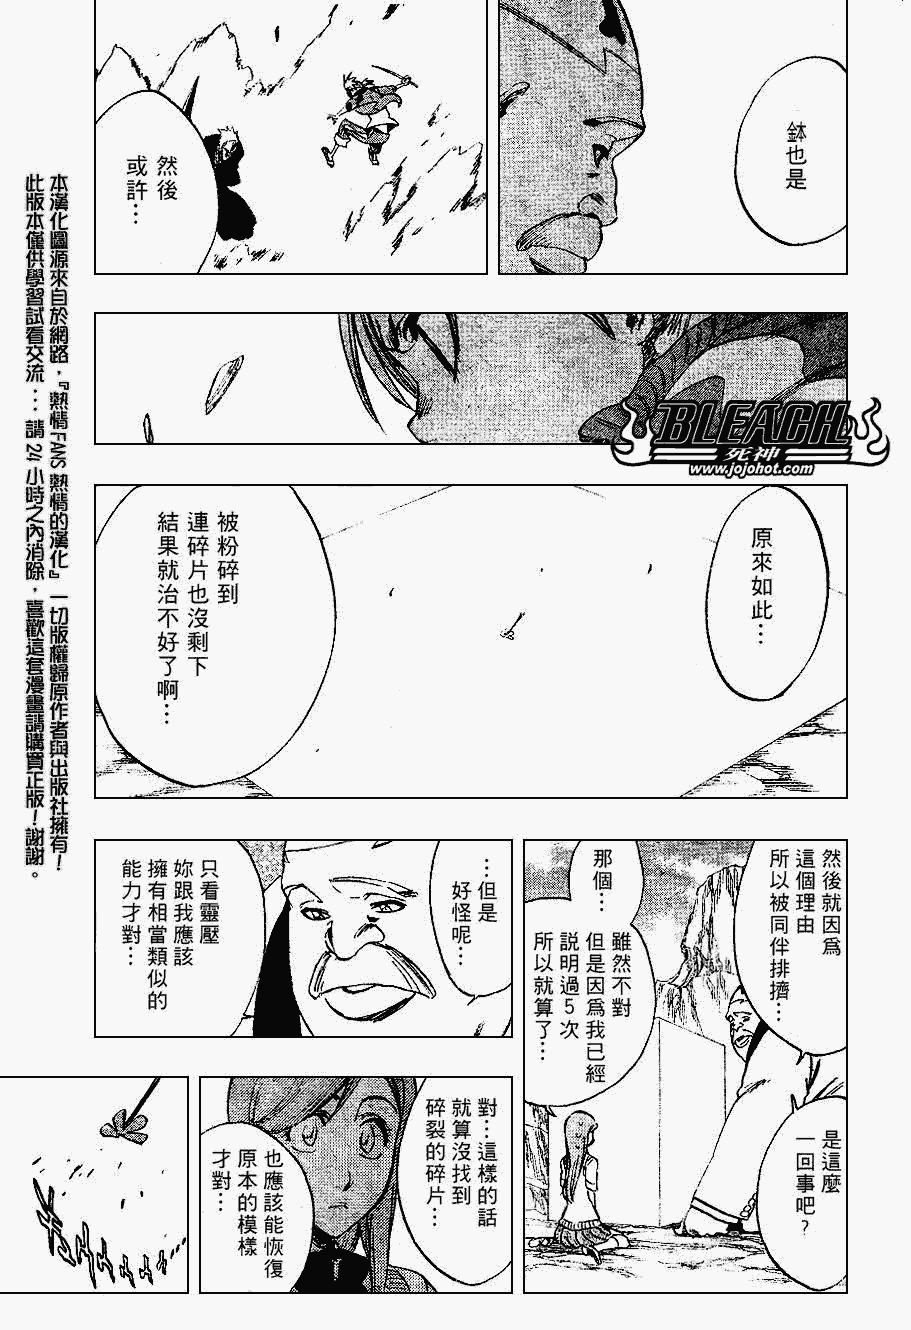 鉢也是
然後
或許…
BLEACH
死神
www.jojohot.com
原來如此…
被粉碎到
連碎片也沒剩下
結果就治不好了啊…
然後就因爲
這個理由
所以被同伴排擠…
那個…
雖然不對
但是因爲我已經
說明過5次
所以就算了…
是這麼
一回事吧?
…但是
好怪呢…
只看靈壓
妳跟我應該
擁有相當類似的
能力才對…
對…這樣的話
就算沒找到
碎裂的碎片…
也應該能恢復
原本的模樣
才對…
本漢化圖源來自於網路,『熱情FANS 熱情的漢化』一切版權歸原作者與出版社擁有!
此版本僅供學習試看交流…請24小時之內消除,喜歡這套漫畫請購買正版!謝謝。